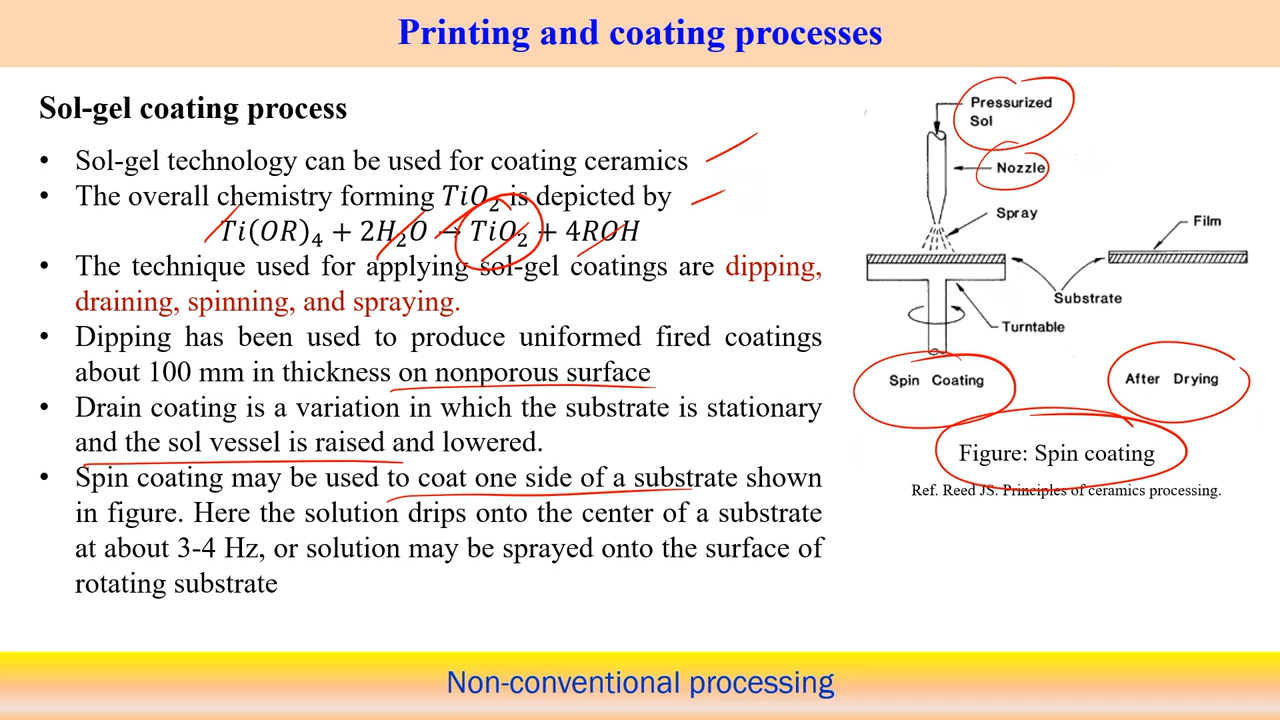 Printing and coating processes
Sol-gel coating process
• Sol-gel technology can be used for coating ceramics
• The overall chemistry forming TiO₂ is depicted by
Ti(OR)₄ + 2H₂O → TiO₂ + 4ROH
• The technique used for applying sol-gel coatings are dipping,
draining, spinning, and spraying.
• Dipping has been used to produce uniformed fired coatings
about 100 mm in thickness on nonporous surface
• Drain coating is a variation in which the substrate is stationary
and the sol vessel is raised and lowered.
• Spin coating may be used to coat one side of a substrate shown
in figure. Here the solution drips onto the center of a substrate
at about 3-4 Hz, or solution may be sprayed onto the surface of
rotating substrate
Pressurized
Sol
Nozzle
Spray
Film
Substrate
Turntable
Spin Coating
After Drying
Figure: Spin coating
Ref. Reed JS. Principles of ceramics processing.
Non-conventional processing